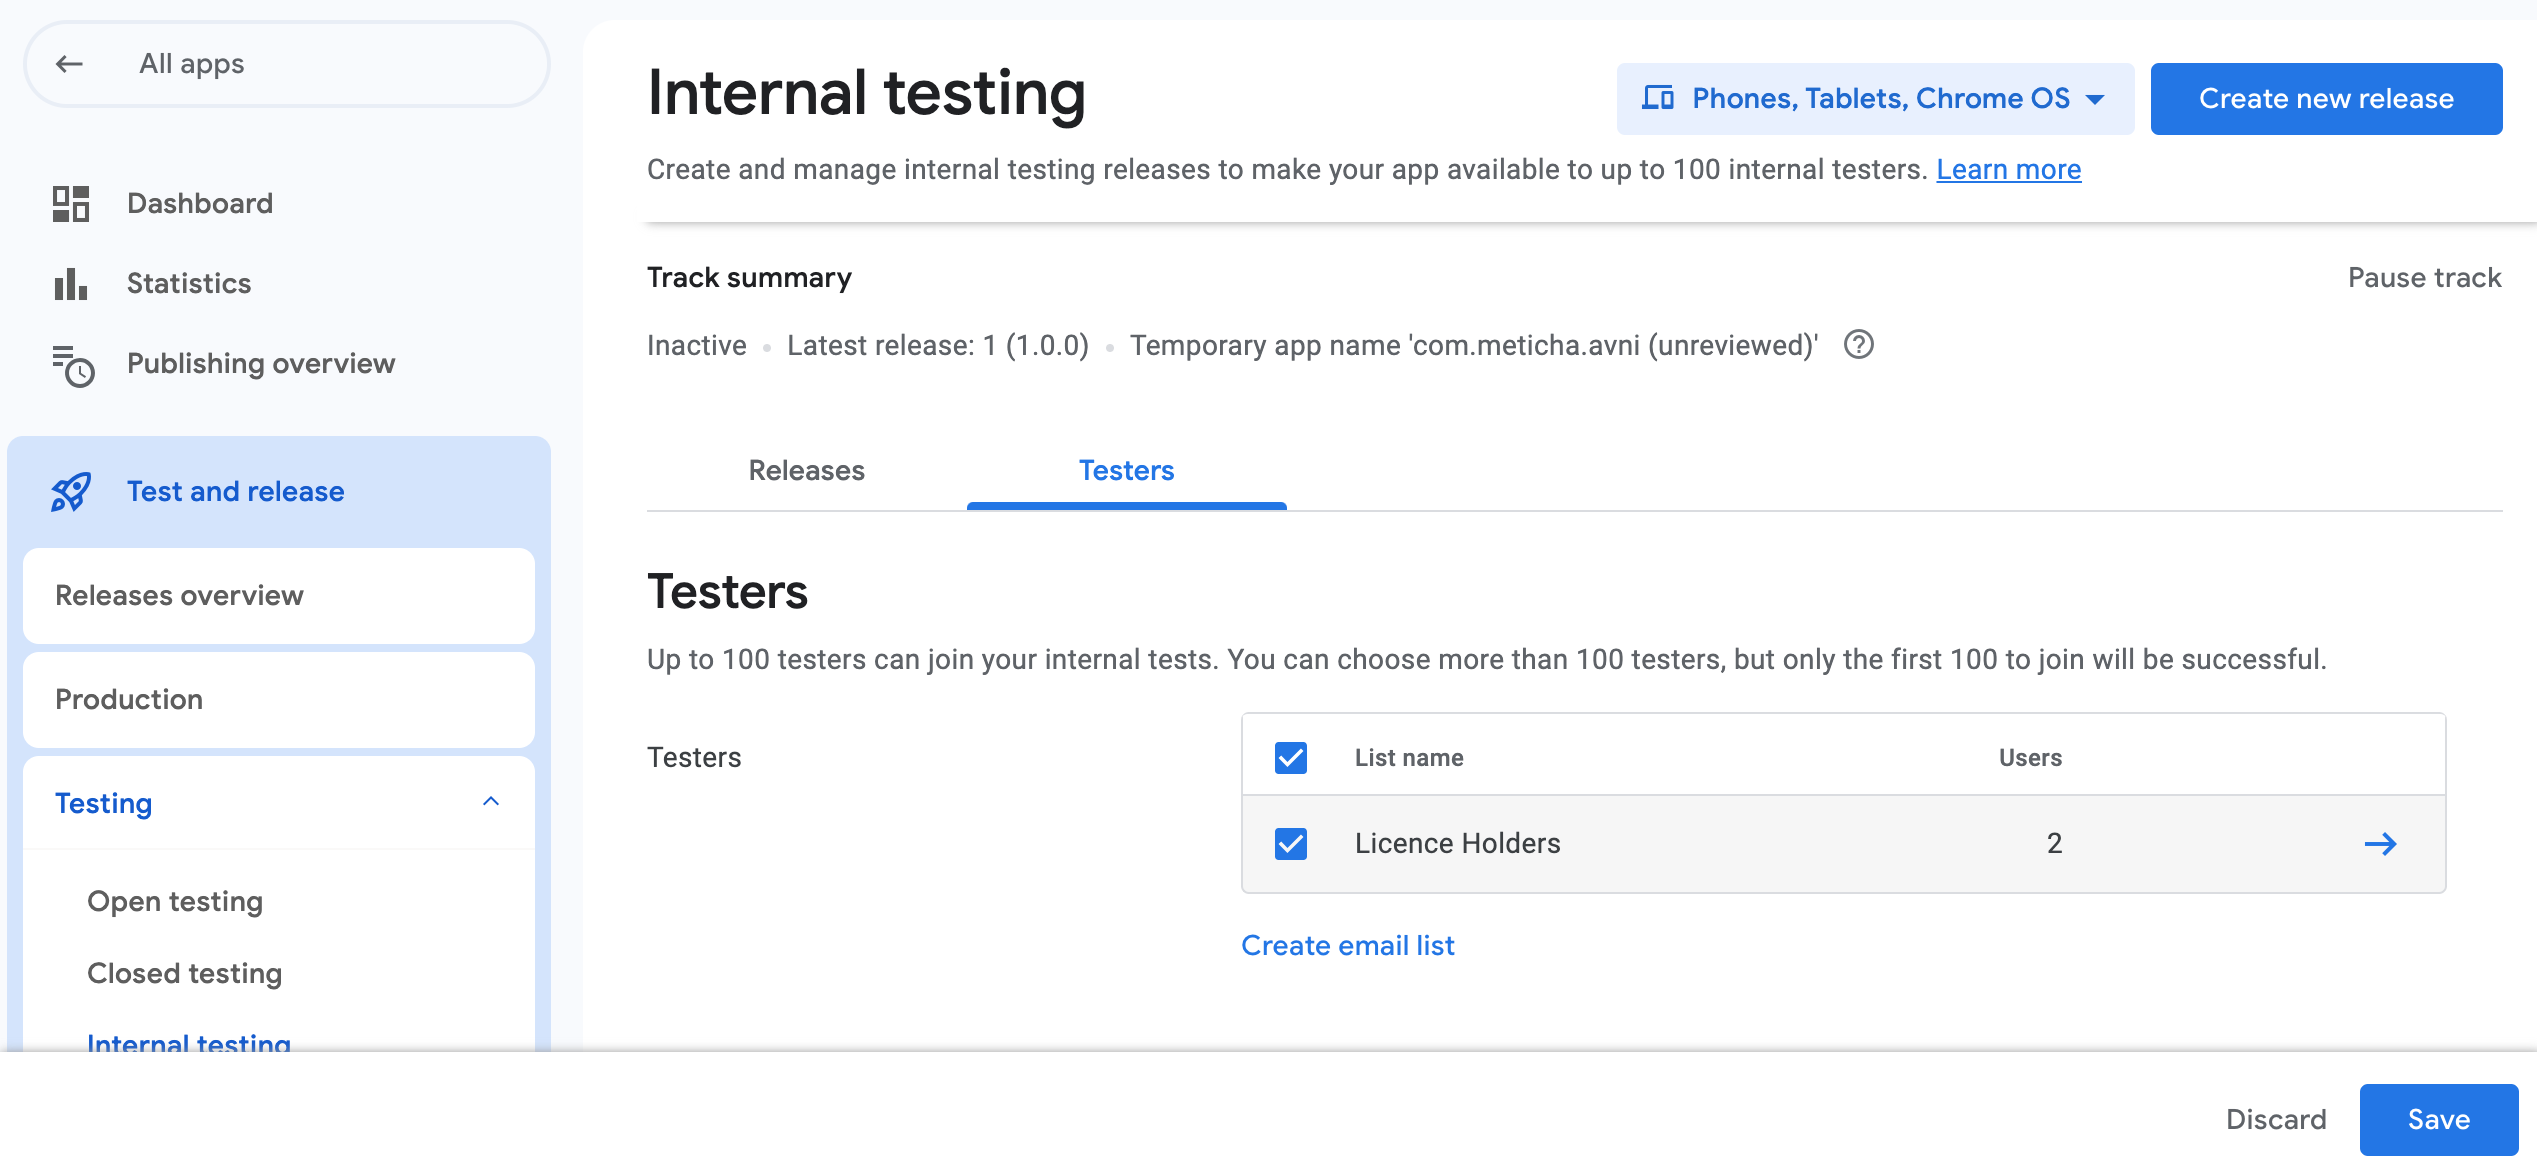 All apps
Dashboard
Statistics
Publishing overview
Test and release
Releases overview
Production
Testing
Open testing
Closed testing
Internal testing
Internal testing
Phones, Tablets, Chrome OS
Create new release
Create and manage internal testing releases to make your app available to up to 100 internal testers. Learn more
Track summary
Pause track
Inactive • Latest release: 1 (1.0.0) • Temporary app name 'com.meticha.avni (unreviewed)'
Releases
Testers
Testers
Up to 100 testers can join your internal tests. You can choose more than 100 testers, but only the first 100 to join will be successful.
Testers
List name Users
Licence Holders 2
Create email list
Discard
Save